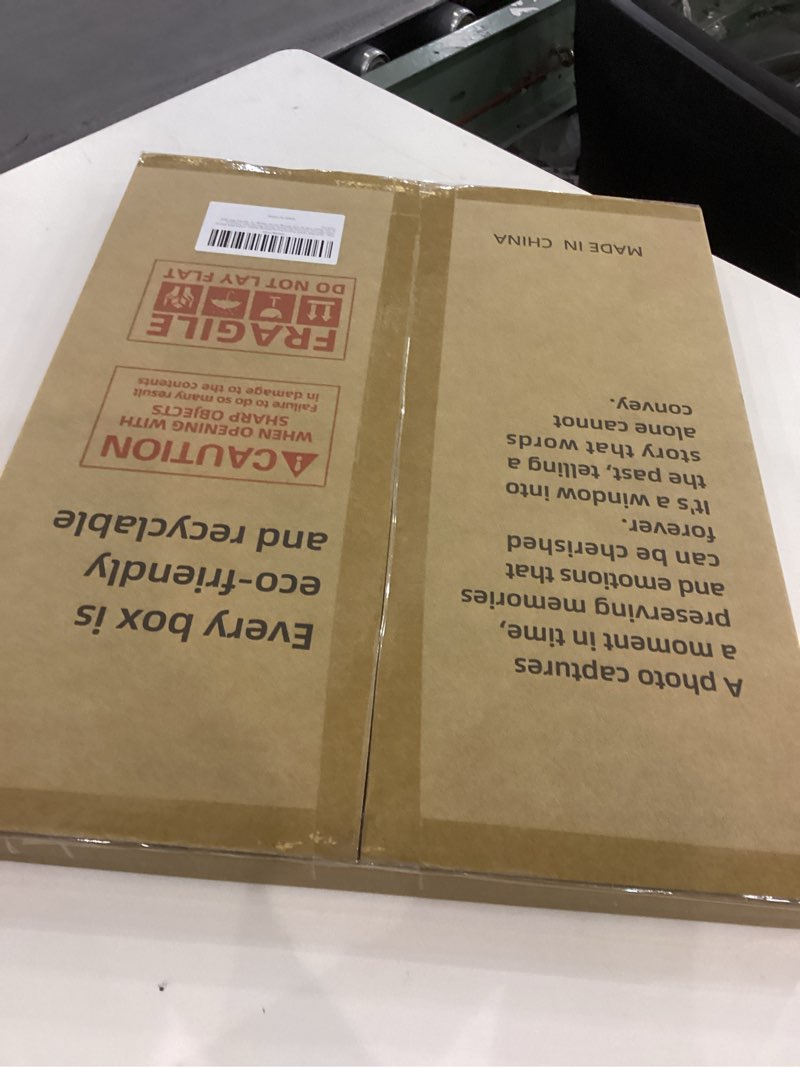 A photo captures
a moment in time,
preserving memories
and emotions that
can be cherished
forever.
It's a window into
the past, telling a
story that words
alone cannot
convey.
MADE IN CHINA
Every box is
eco-friendly
and recyclable
CAUTION
WHEN OPENING WITH
SHARP OBJECTS
Failure to do so many result
in damage to the contents
FRAGILE
DO NOT LAY FLAT